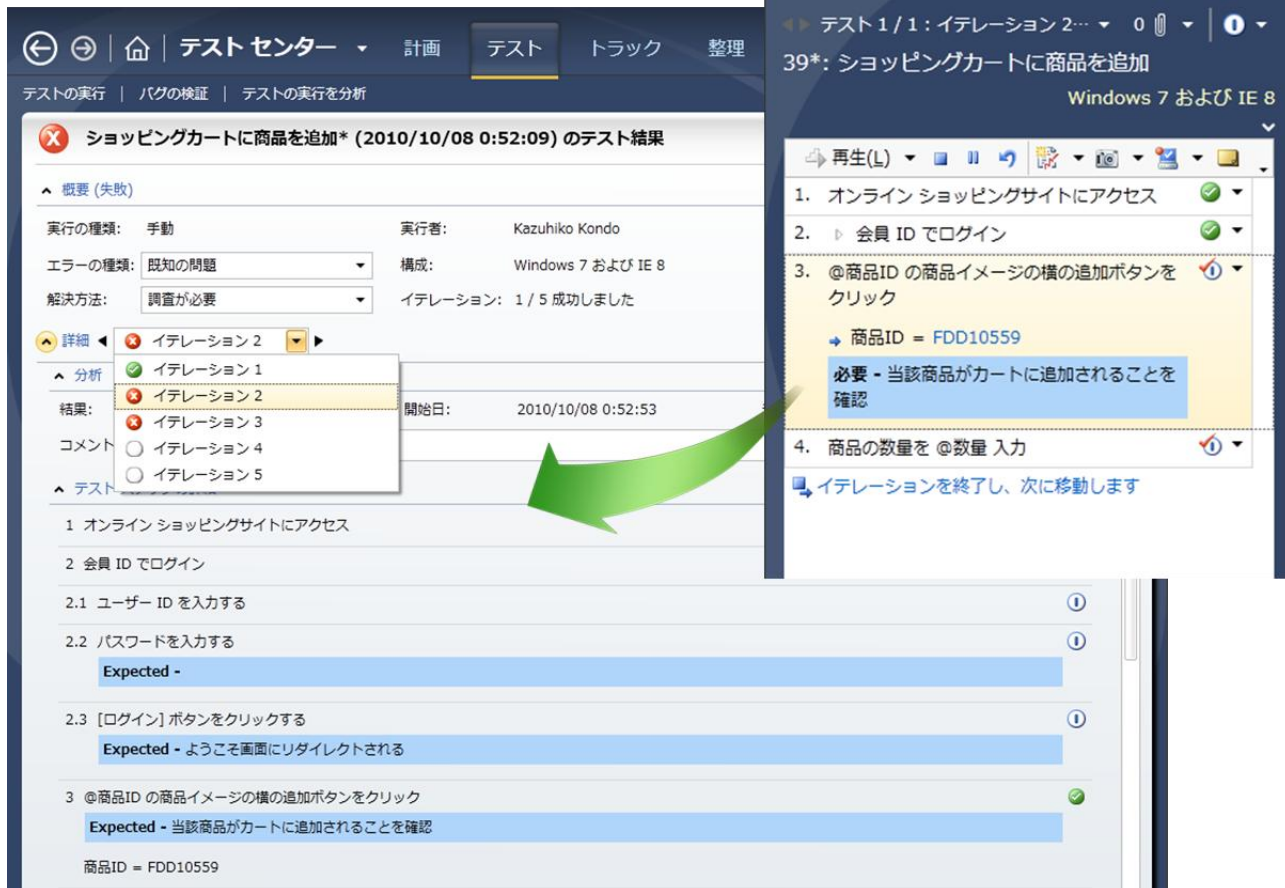 テスト センター
計画
テスト
トラック
整理
テストの実行 | バグの検証 | テストの実行を分析
ショッピングカートに商品を追加* (2010/10/08 0:52:09) のテスト結果
概要 (失敗)
実行の種類: 手動
実行者: Kazuhiko Kondo
エラーの種類: 既知の問題
構成: Windows 7 および IE 8
解決方法: 調査が必要
イテレーション: 1 / 5 成功しました
詳細
イテレーション 2
イテレーション 1
イテレーション 2
イテレーション 3
イテレーション 4
イテレーション 5
分析
結果:
開始日: 2010/10/08 0:52:53
コメント
テスト
1 オンライン ショッピングサイトにアクセス
2 会員 ID でログイン
2.1 ユーザー ID を入力する
2.2 パスワードを入力する
Expected -
2.3 [ログイン] ボタンをクリックする
Expected - ようこそ画面にリダイレクトされる
3 @商品ID の商品イメージの横の追加ボタンをクリック
Expected - 当該商品がカートに追加されることを確認
商品ID = FDD10559
テスト 1 / 1 : イテレーション 2… 0
39*: ショッピングカートに商品を追加
Windows 7 および IE 8
再生(L)
1. オンライン ショッピングサイトにアクセス
2. 会員 ID でログイン
3. @商品ID の商品イメージの横の追加ボタンを
クリック
商品ID = FDD10559
必要 - 当該商品がカートに追加されることを
確認
4. 商品の数量を @数量 入力
イテレーションを終了し、次に移動します